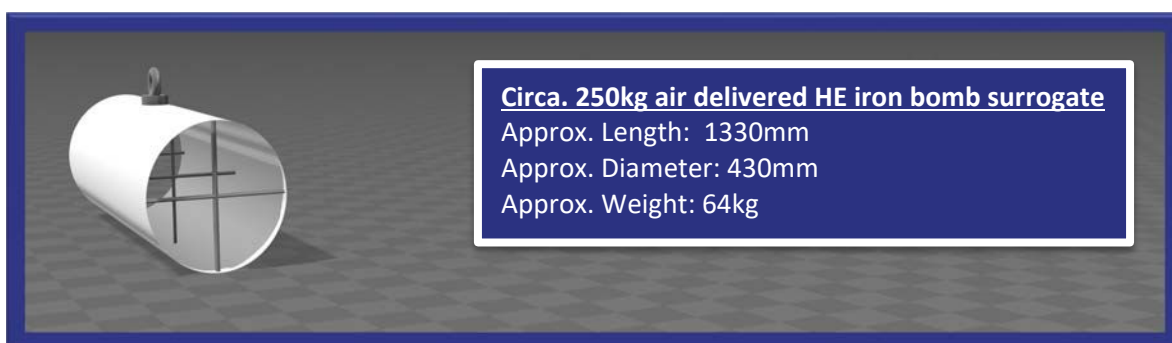 Circa. 250kg air delivered HE iron bomb surrogate
Approx. Length:  1330mm
Approx. Diameter: 430mm
Approx. Weight: 64kg